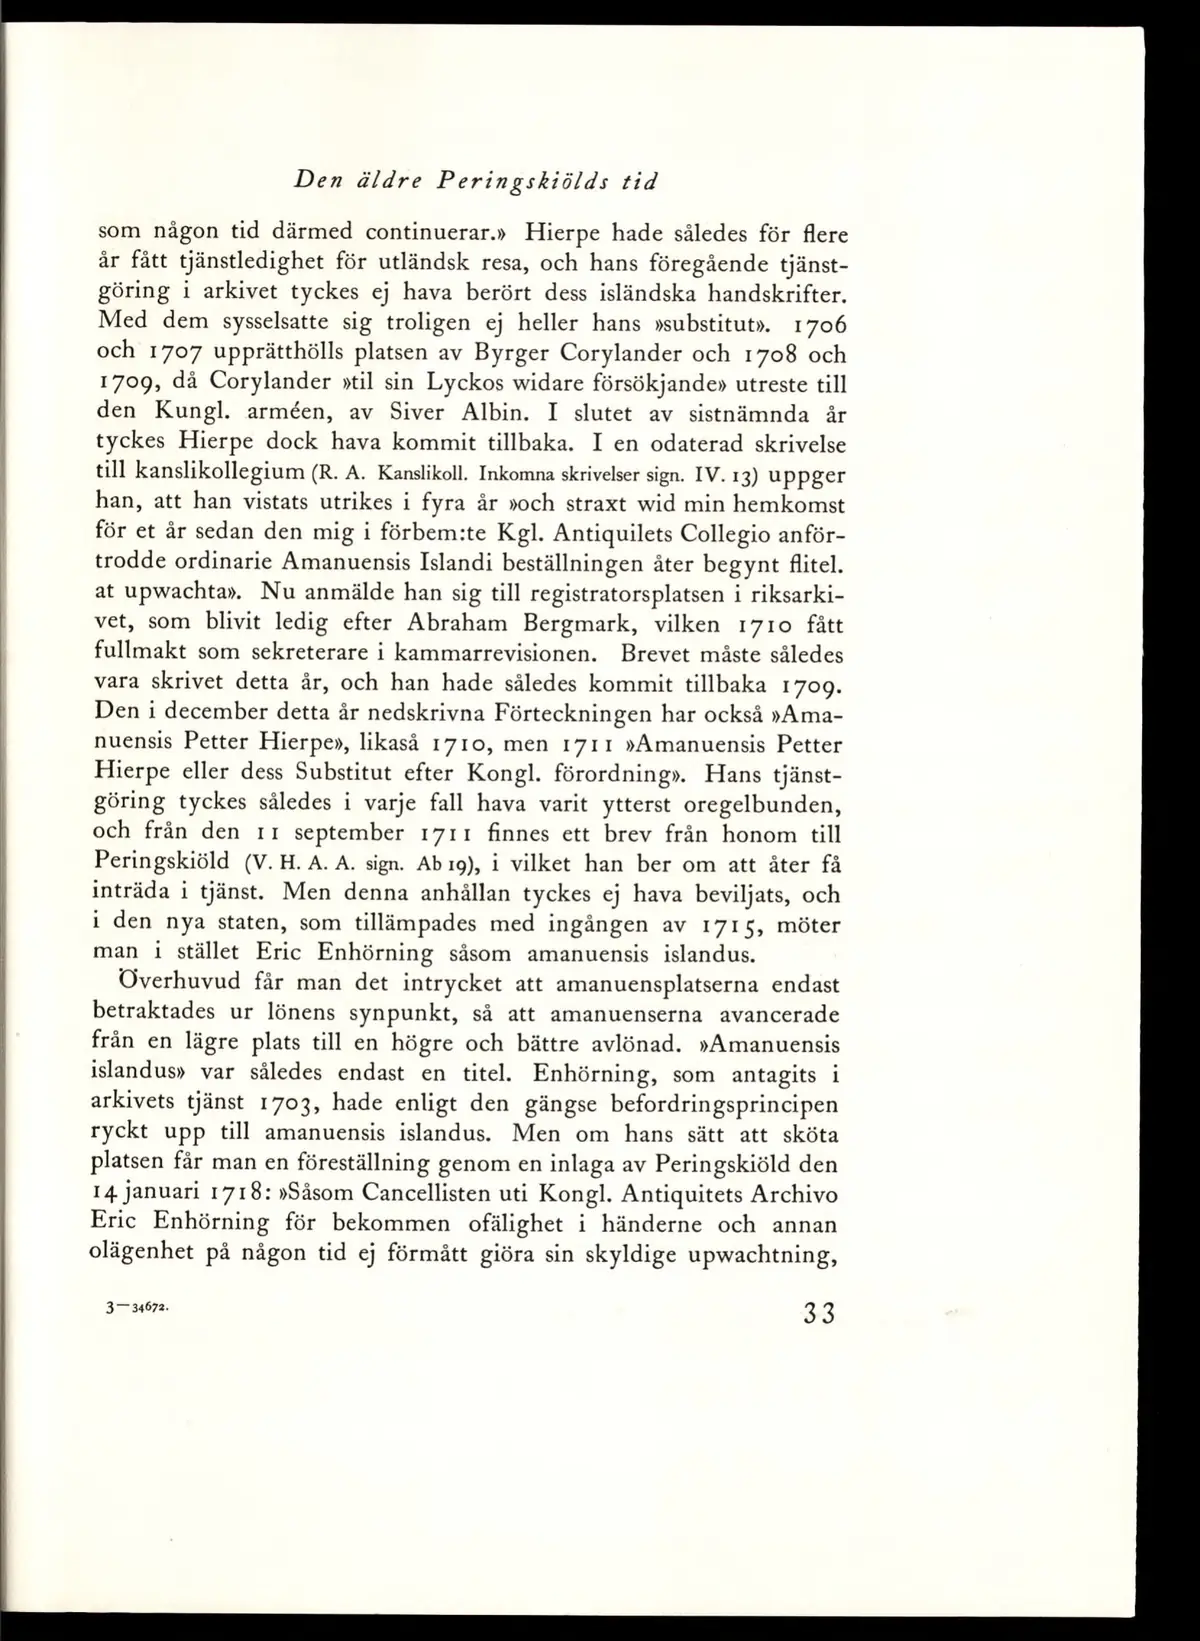 Den äldre Peringskiölds tid
som någon tid därmed continuerar.» Hierpe hade således för flere
år fått tjänstledighet för utländsk resa, och hans föregående tjänst-
göring i arkivet tyckes ej hava berört dess isländska handskrifter.
Med dem sysselsatte sig troligen ej heller hans »substitut». 1706
och 1707 upprätthölls platsen av Byrger Corylander och 1708 och
1709, då Corylander »til sin Lyckos widare försökjande» utreste till
den Kungl. arméen, av Siver Albin. I slutet av sistnämnda år
tyckes Hierpe dock hava kommit tillbaka. I en odaterad skrivelse
till kanslikollegium (R. A. Kanslikoll. Inkomna skrivelser sign. IV. 13) uppger
han, att han vistats utrikes i fyra år »och straxt wid min hemkomst
för et år sedan den mig i förbem:te Kgl. Antiquilets Collegio anför-
trodde ordinarie Amanuensis Islandi beställningen åter begynt flitel.
at upwachta». Nu anmälde han sig till registratorsplatsen i riksarki-
vet, som blivit ledig efter Abraham Bergmark, vilken 1710 fått
fullmakt som sekreterare i kammarrevisionen. Brevet måste således
vara skrivet detta år, och han hade således kommit tillbaka 1709.
Den i december detta år nedskrivna Förteckningen har också »Ama-
nuensis Petter Hierpe», likaså 1710, men 1711 »Amanuensis Petter
Hierpe eller dess Substitut efter Kongl. förordning». Hans tjänst-
göring tyckes således i varje fall hava varit ytterst oregelbunden,
och från den 11 september 1711 finnes ett brev från honom till
Peringskiöld (V. H. A. A. sign. Ab 19), i vilket han ber om att åter få
inträda i tjänst. Men denna anhållan tyckes ej hava beviljats, och
i den nya staten, som tillämpades med ingången av 1715, möter
man i stället Eric Enhörning såsom amanuensis islandus.
Överhuvud får man det intrycket att amanuensplatserna endast
betraktades ur lönens synpunkt, så att amanuenserna avancerade
från en lägre plats till en högre och bättre avlönad. »Amanuensis
islandus» var således endast en titel. Enhörning, som antagits i
arkivets tjänst 1703, hade enligt den gängse befordringsprincipen
ryckt upp till amanuensis islandus. Men om hans sätt att sköta
platsen får man en föreställning genom en inlaga av Peringskiöld den
14 januari 1718: »Såsom Cancellisten uti Kongl. Antiquitets Archivo
Eric Enhörning för bekommen ofälighet i händerne och annan
olägenhet på någon tid ej förmått giöra sin skyldige upwachtning,
3—34672.
33